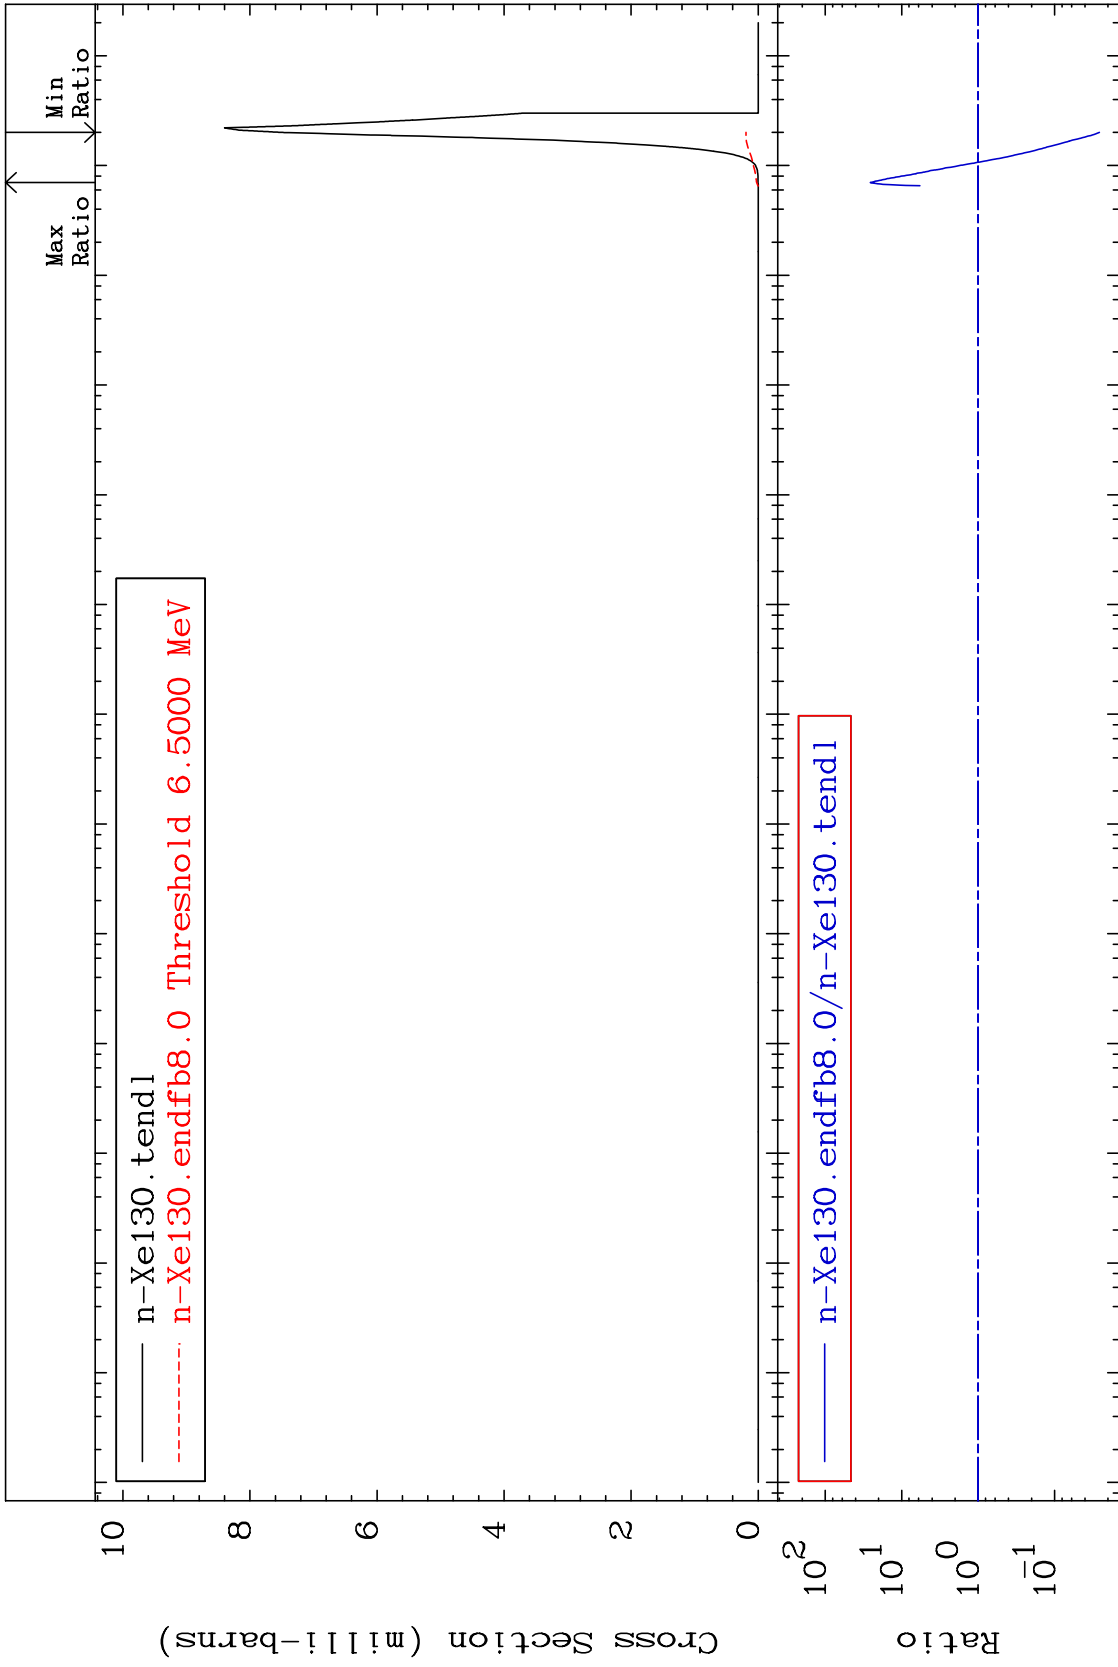 Max
Ratio
Min
Ratio
n-Xe130.tendl
n-Xe130.endfb8.0 Threshold 6.5000 MeV
10
8
6
4
2
0
Cross Section (milli-barns)
n-Xe130.endfb8.0/n-Xe130.tendl
10 2
10 1
10 0
10 -1
Ratio